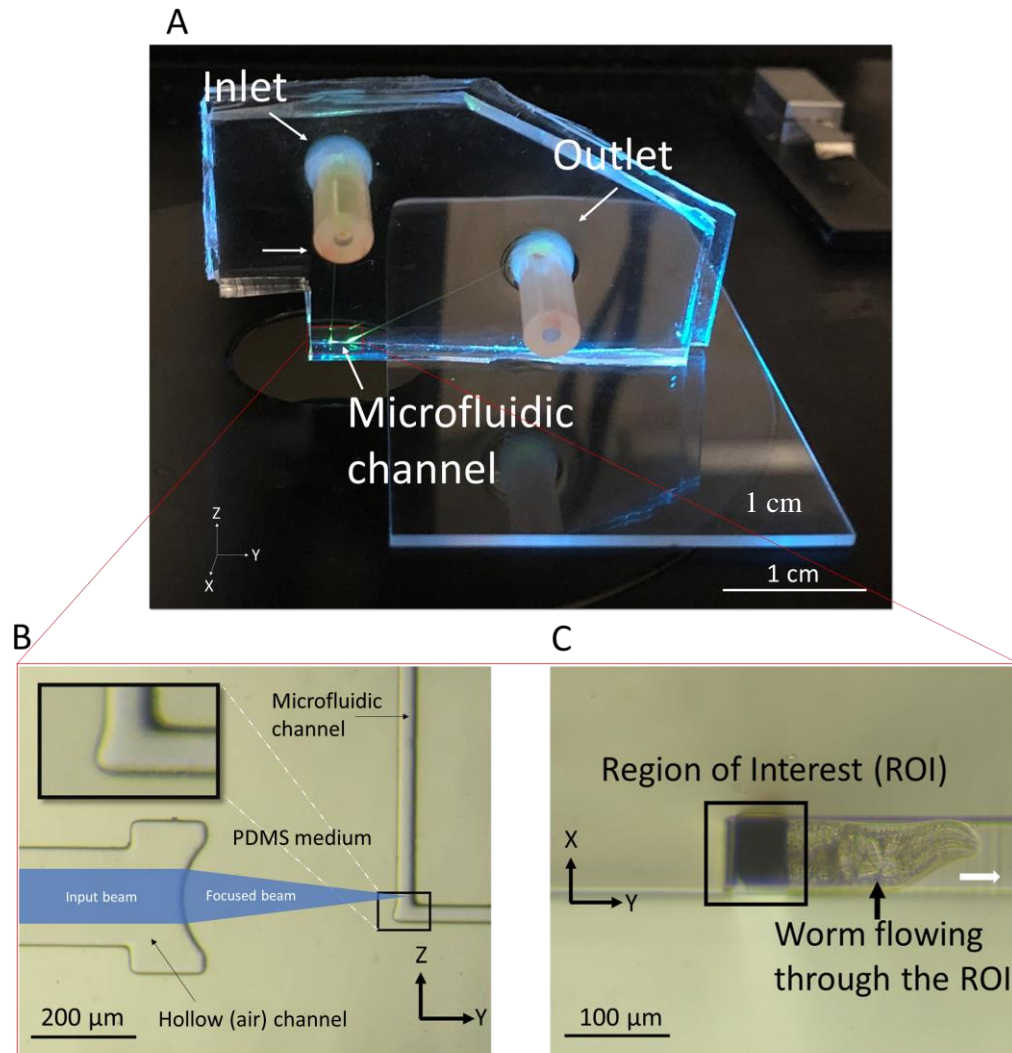 A
Inlet
Outlet
Microfluidic
channel
1 cm
Z
Y
X
1 cm
B
C
Microfluidic
channel
PDMS medium
Input beam
Focused beam
Z
Y
200 μm
Hollow (air) channel
Region of Interest (ROI)
X
Y
Worm flowing
through the ROI
100 μm